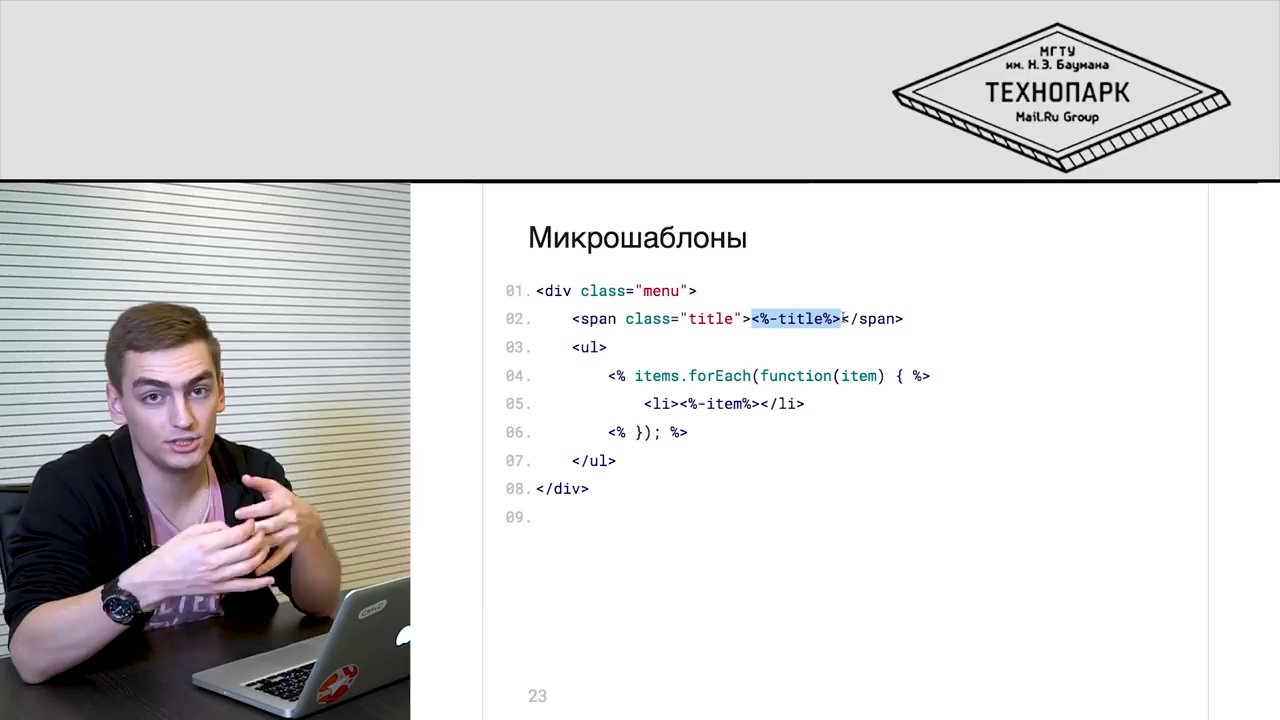 МГТУ
им. Н.Э. Баумана
ТЕХНОПАРК
Mail.Ru Group
Микрошаблоны
01. <div class="menu">
02. <span class="title"><%-title%></span>
03. <ul>
04. <% items.forEach(function(item) { %>
05. <li><%-item%></li>
06. <% }); %>
07. </ul>
08. </div>
09.
23